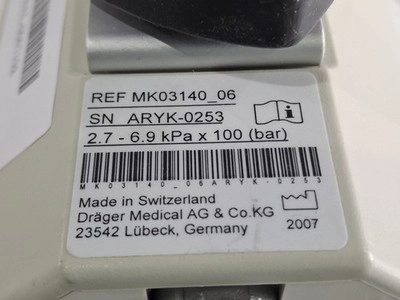 REF MK03140_06
SN ARYK-0253
2.7 - 6.9 kPa x 100 (bar)
MK03140_06ARYK-0253
Made in Switzerland
Dräger Medical AG & Co.KG
23542 Lübeck, Germany
2007